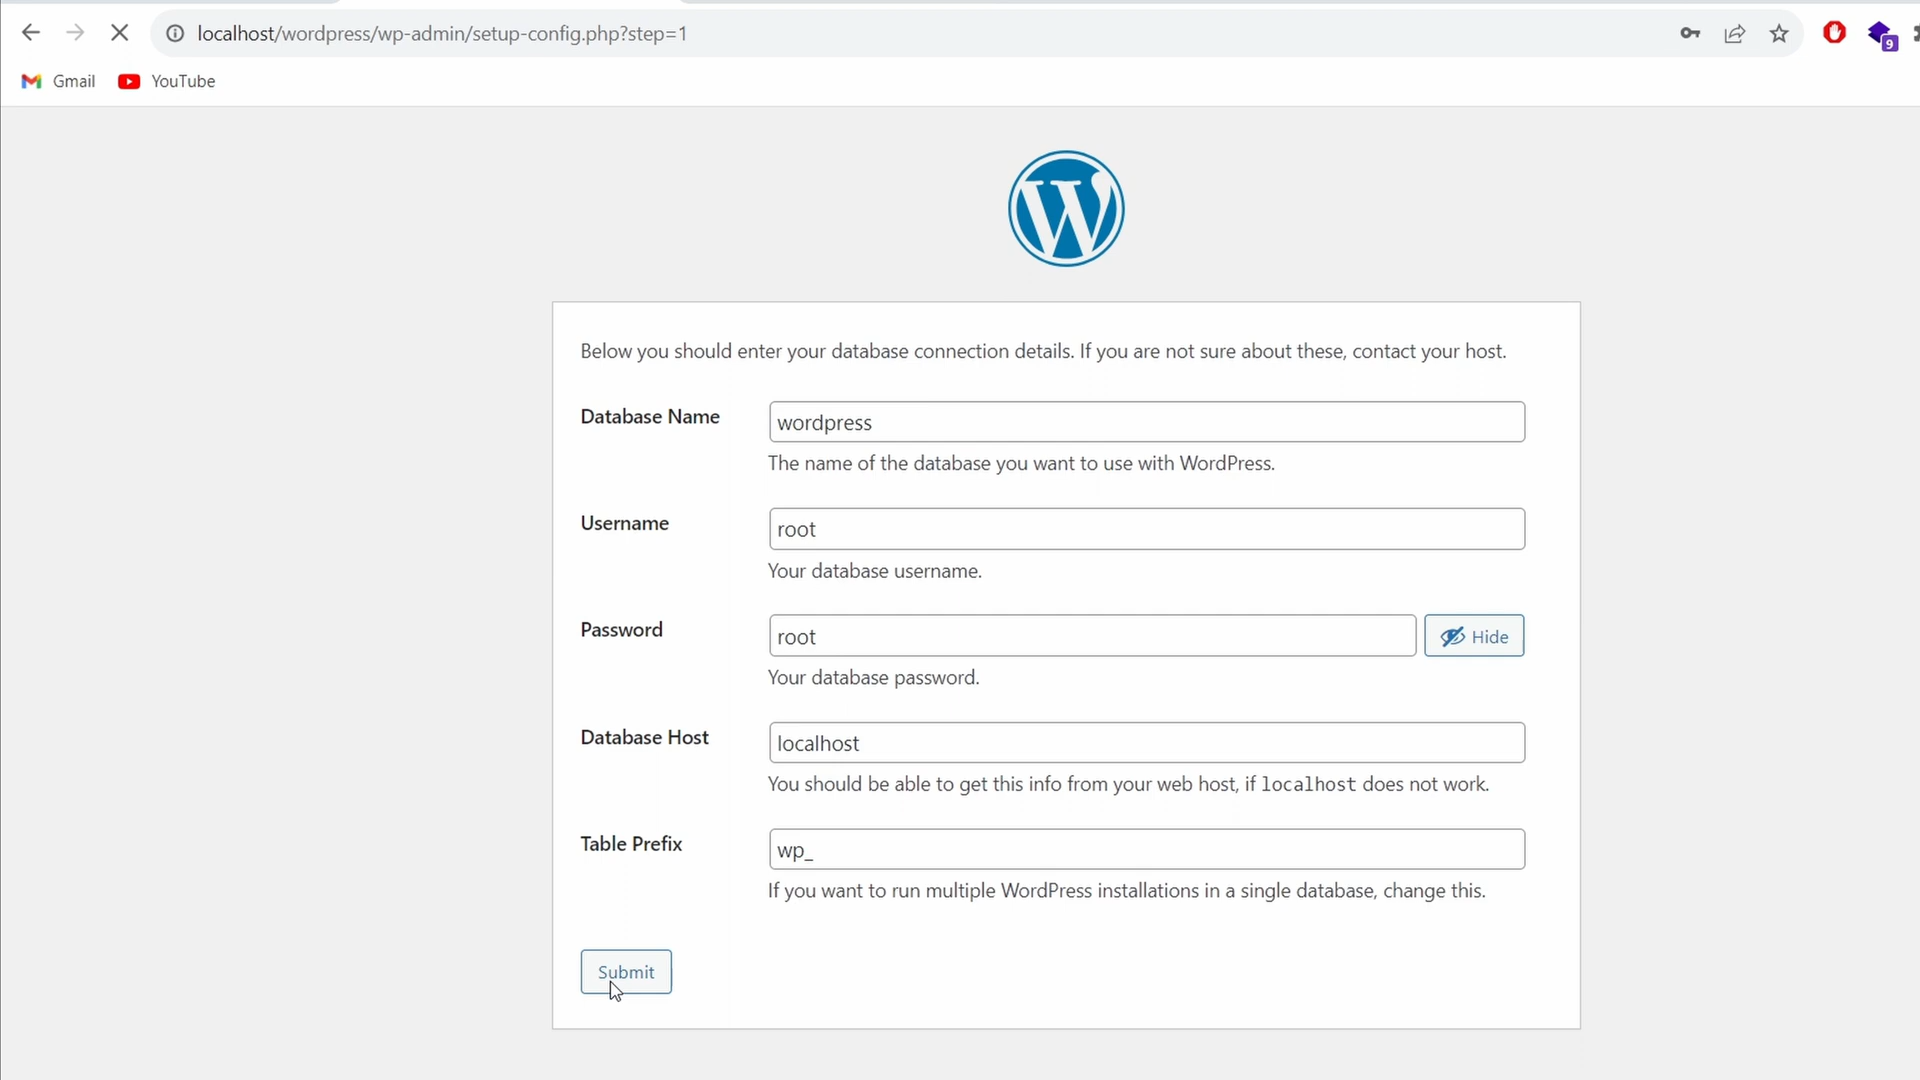 localhost/wordpress/wp-admin/setup-config.php?step=1
9
Gmail YouTube
W
Below you should enter your database connection details. If you are not sure about these, contact your host.
Database Name wordpress
The name of the database you want to use with WordPress.
Username root
Your database username.
Password root Hide
Your database password.
Database Host localhost
You should be able to get this info from your web host, if localhost does not work.
Table Prefix wp_
If you want to run multiple WordPress installations in a single database, change this.
Submit